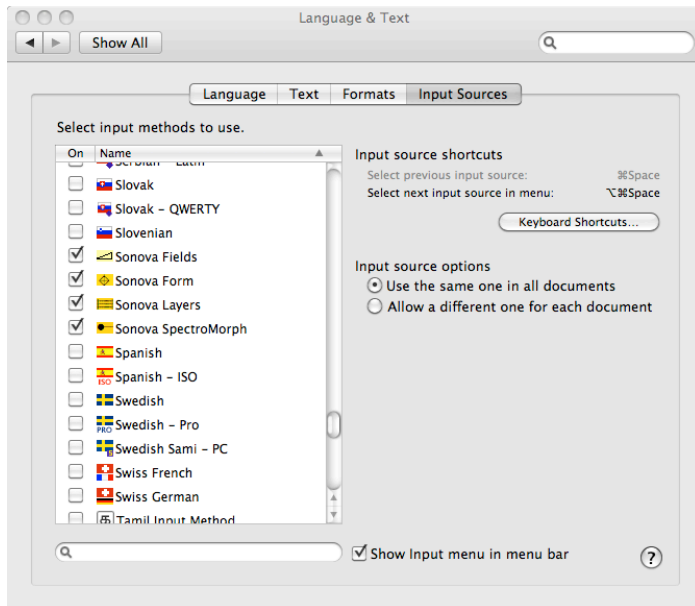 Language & Text
Show All
Language Text Formats Input Sources
Select input methods to use.
On Name
Serbian – Latin
Slovak
Slovak – QWERTY
Slovenian
Sonova Fields
Sonova Form
Sonova Layers
Sonova SpectroMorph
Spanish
ISO Spanish – ISO
Swedish
PRO Swedish – Pro
Swedish Sami – PC
Swiss French
Swiss German
Tamil Input Method
Input source shortcuts
Select previous input source: ⌘Space
Select next input source in menu: ⌥⌘Space
Keyboard Shortcuts...
Input source options
Use the same one in all documents
Allow a different one for each document
Show Input menu in menu bar
?